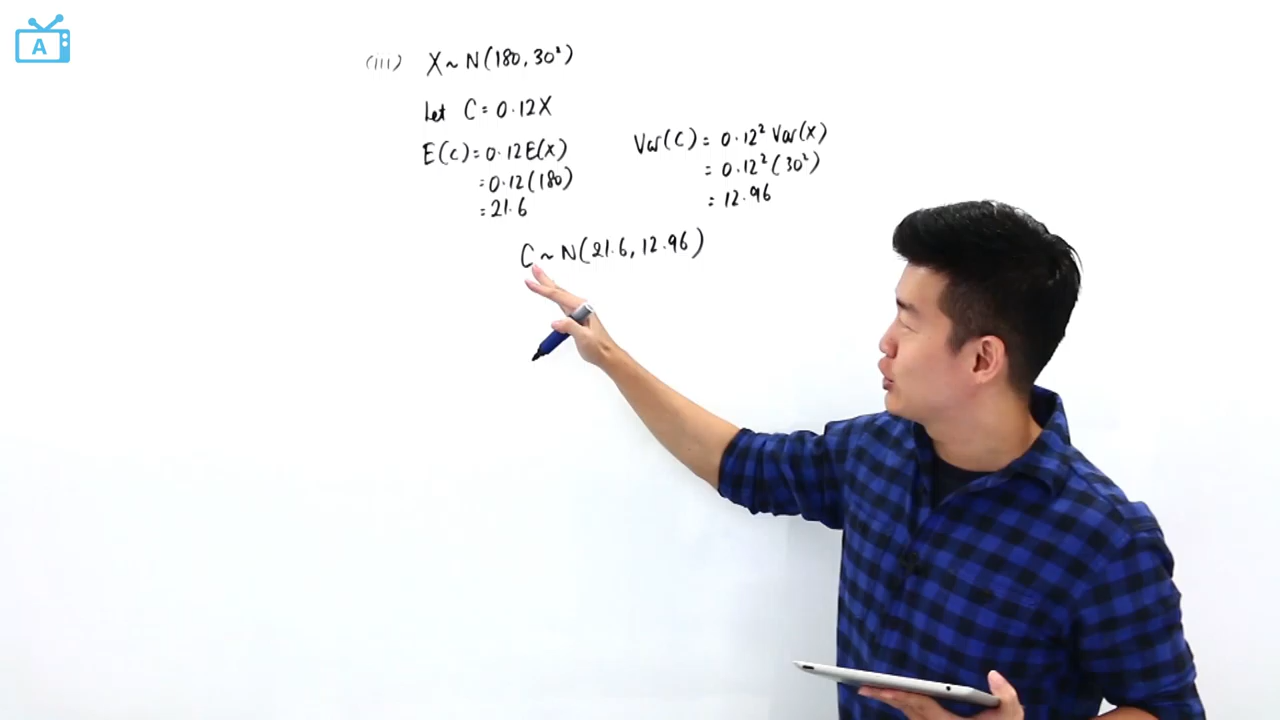 A
(iii) X ~ N(180, 30²)
Let C = 0.12X
E(C) = 0.12E(X)
= 0.12(180)
= 21.6
Var(C) = 0.12² Var(X)
= 0.12² (30²)
= 12.96
C ~ N(21.6, 12.96)